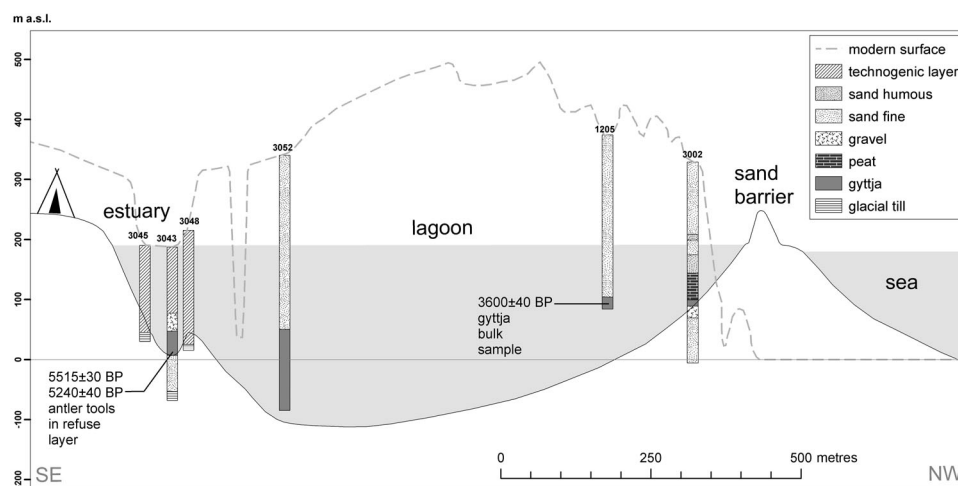 m a.s.l.
500
400
300
200
100
0
-100
200
modern surface
technogenic layer
sand humous
sand fine
gravel
peat
gyttja
glacial till
3052
1205
3002
3045
3043
3048
estuary
lagoon
sand
barrier
sea
3600±40 BP
gyttja
bulk
sample
5515±30 BP
5240±40 BP
antler tools
in refuse
layer
0
250
500 metres
SE
NW